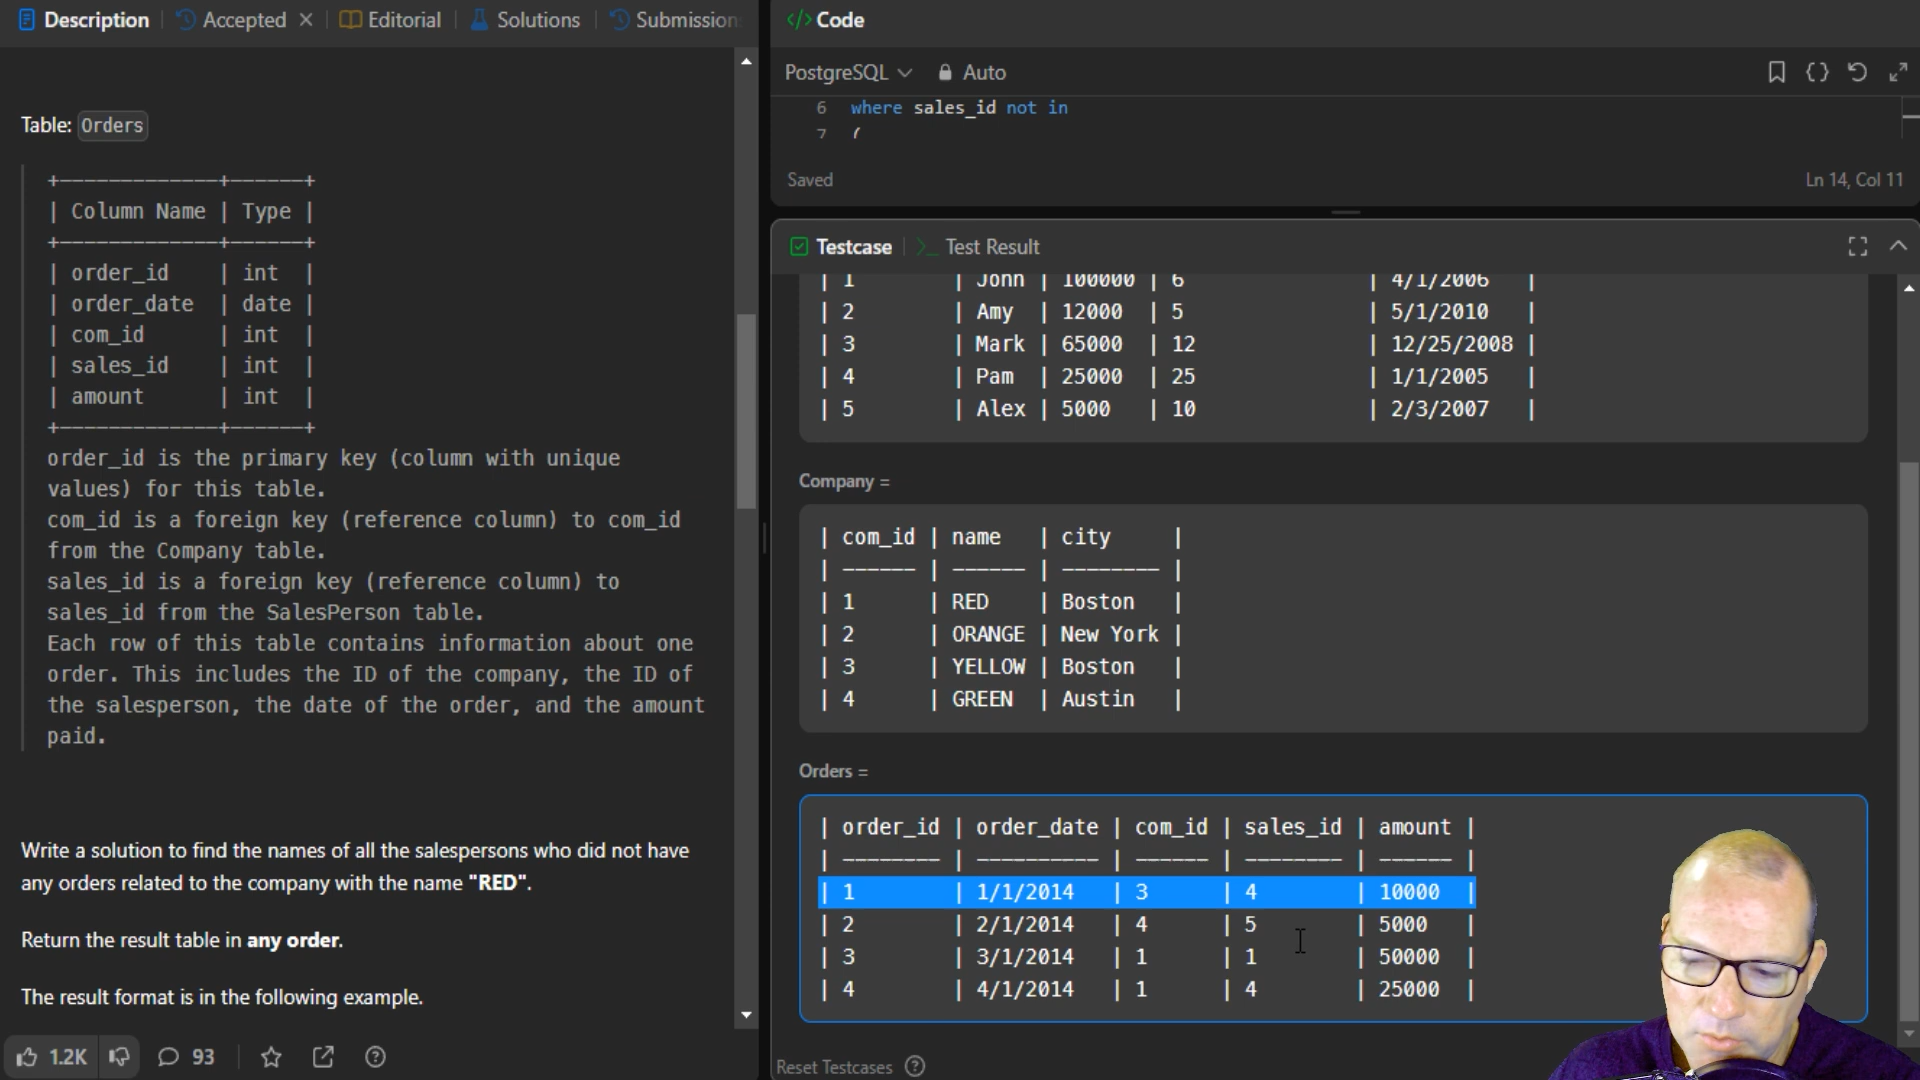 Description
Accepted
Editorial
Solutions
Submission
Table: Orders
+-------------+------+
| Column Name | Type |
+-------------+------+
| order_id | int |
| order_date | date |
| com_id | int |
| sales_id | int |
| amount | int |
+-------------+------+
order_id is the primary key (column with unique
values) for this table.
com_id is a foreign key (reference column) to com_id
from the Company table.
sales_id is a foreign key (reference column) to
sales_id from the SalesPerson table.
Each row of this table contains information about one
order. This includes the ID of the company, the ID of
the salesperson, the date of the order, and the amount
paid.
Write a solution to find the names of all the salespersons who did not have
any orders related to the company with the name "RED".
Return the result table in any order.
The result format is in the following example.
1.2K
93
</> Code
PostgreSQL
Auto
6 where sales_id not in
7 (
Saved
Ln 14, Col 11
Testcase
Test Result
| 1 | John | 100000 | 6 | 4/1/2006 |
| 2 | Amy | 12000 | 5 | 5/1/2010 |
| 3 | Mark | 65000 | 12 | 12/25/2008 |
| 4 | Pam | 25000 | 25 | 1/1/2005 |
| 5 | Alex | 5000 | 10 | 2/3/2007 |
Company =
| com_id | name | city |
| ------ | ------ | -------- |
| 1 | RED | Boston |
| 2 | ORANGE | New York |
| 3 | YELLOW | Boston |
| 4 | GREEN | Austin |
Orders =
| order_id | order_date | com_id | sales_id | amount |
| -------- | ---------- | ------ | -------- | ------ |
| 1 | 1/1/2014 | 3 | 4 | 10000 |
| 2 | 2/1/2014 | 4 | 5 | 5000 |
| 3 | 3/1/2014 | 1 | 1 | 50000 |
| 4 | 4/1/2014 | 1 | 4 | 25000 |
Reset Testcases